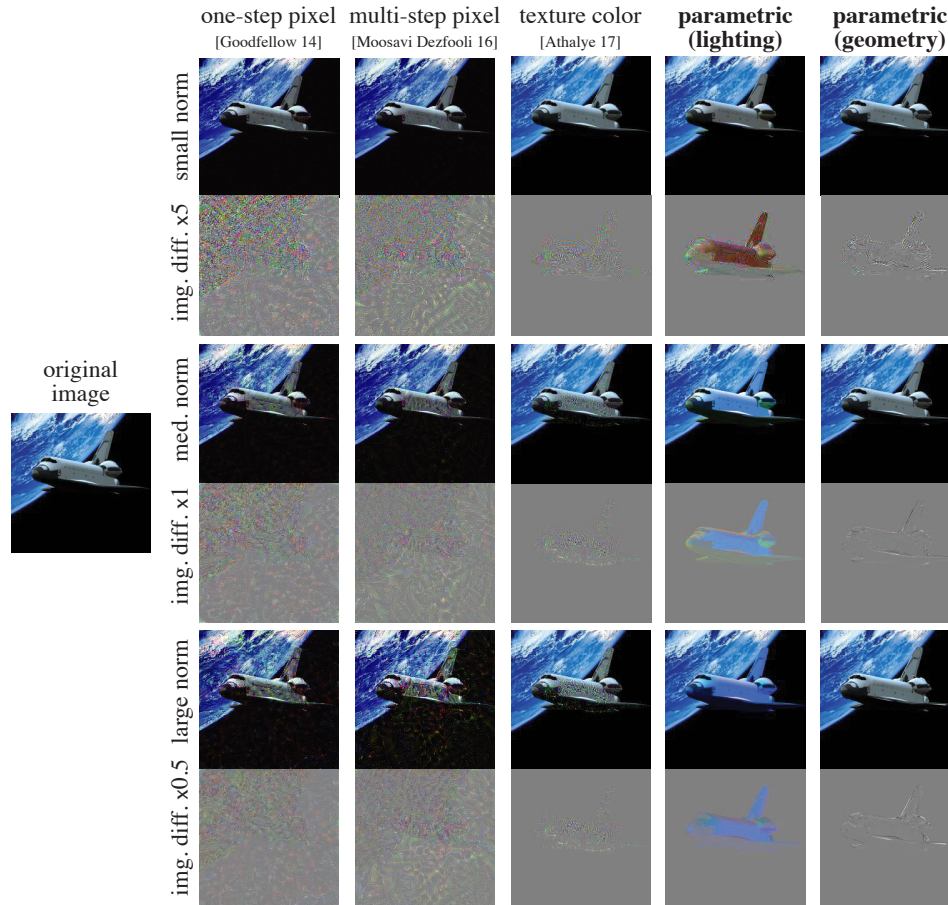 one-step pixel
[Goodfellow 14]
multi-step pixel
[Moosavi Dezfooli 16]
texture color
[Athalye 17]
parametric
(lighting)
parametric
(geometry)
small norm
img. diff. x5
original
image
med. norm
img. diff. x1
large norm
img. diff. x0.5